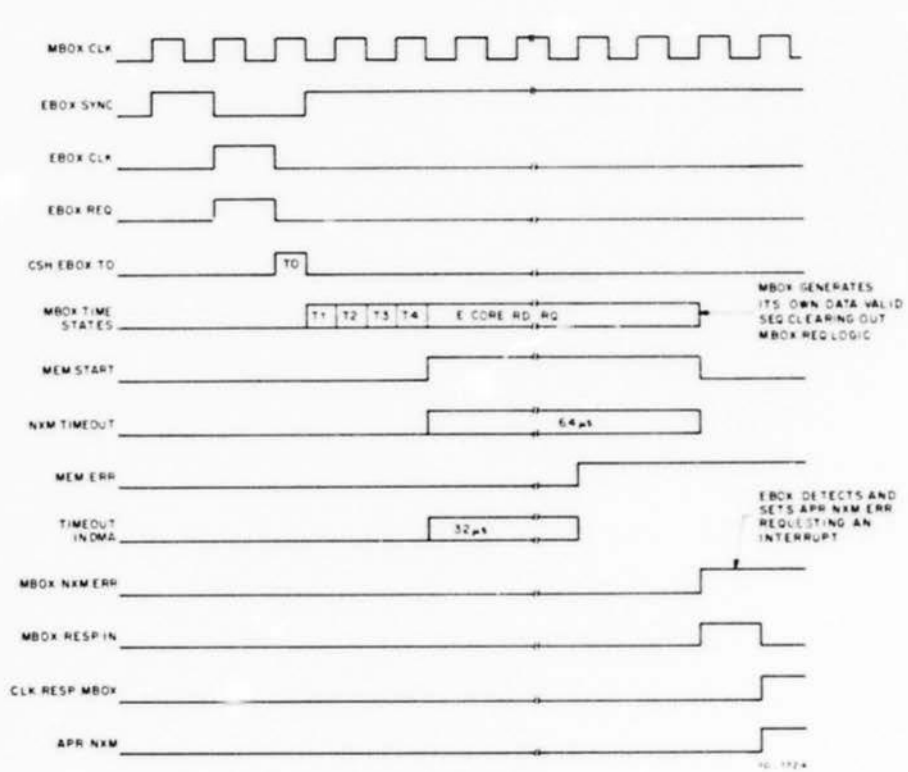 MBOX CLK
EBOX SYNC
EBOX CLK
EBOX REQ
CSH EBOX TO
TO
MBOX TIME
STATES
T1 T2 T3 T4 E CORE RD RQ
MBOX GENERATES
ITS OWN DATA VALID
SEQ CLEARING OUT
MBOX REQ LOGIC
MEM START
NXM TIMEOUT
64 µs
MEM ERR
TIMEOUT
IN DMA
32 µs
EBOX DETECTS AND
SETS APR NXM ERR
REQUESTING AN
INTERRUPT
MBOX NXM ERR
MBOX RESP IN
CLK RESP MBOX
APR NXM